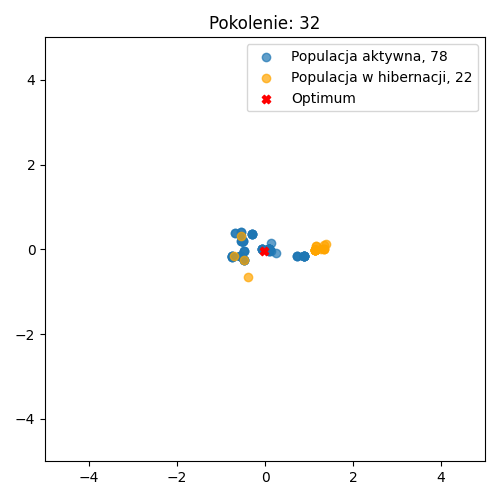 Pokolenie: 32
Populacja aktywna, 78
Populacja w hibernacji, 22
Optimum
4
2
0
−2
−4
−4
−2
0
2
4